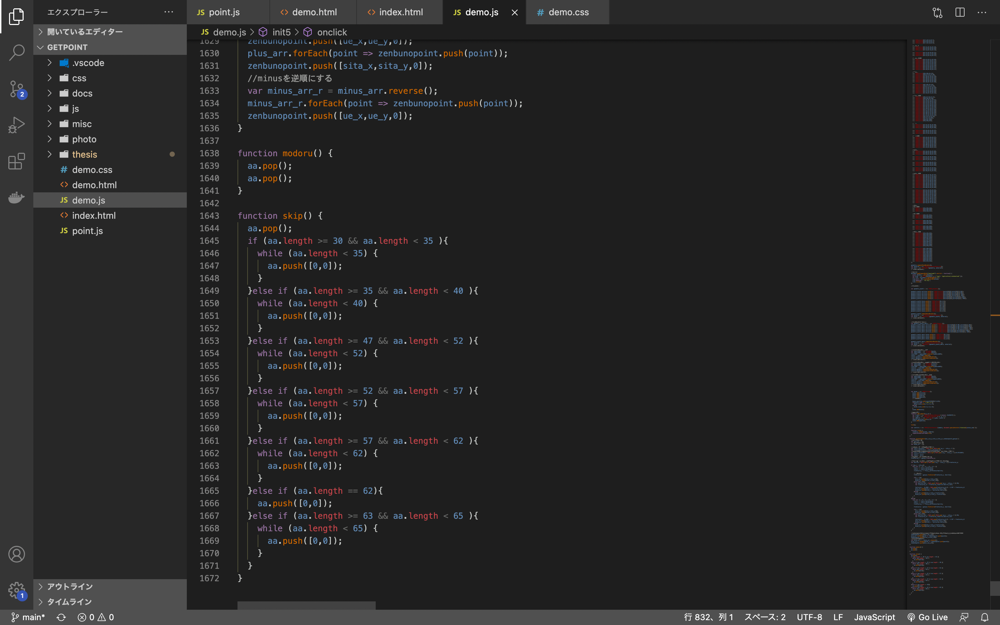 エクスプローラー
開いているエディター
GETPOINT
.vscode
css
docs
js
misc
photo
thesis
# demo.css
<> demo.html
JS demo.js
<> index.html
JS point.js
アウトライン
タイムライン
2
1
JS point.js
<> demo.html
<> index.html
JS demo.js
# demo.css
JS demo.js > init5 > onclick
1629 zenbunopoint.push([ue_x,ue_y,0]);
1630 plus_arr.forEach(point => zenbunopoint.push(point));
1631 zenbunopoint.push([sita_x,sita_y,0]);
1632 //minusを逆順にする
1633 var minus_arr_r = minus_arr.reverse();
1634 minus_arr_r.forEach(point => zenbunopoint.push(point));
1635 zenbunopoint.push([ue_x,ue_y,0]);
1636 }
1637
1638 function modoru() {
1639 aa.pop();
1640 aa.pop();
1641 }
1642
1643 function skip() {
1644 aa.pop();
1645 if (aa.length >= 30 && aa.length < 35 ){
1646 while (aa.length < 35) {
1647 aa.push([0,0]);
1648 }
1649 }else if (aa.length >= 35 && aa.length < 40 ){
1650 while (aa.length < 40) {
1651 aa.push([0,0]);
1652 }
1653 }else if (aa.length >= 47 && aa.length < 52 ){
1654 while (aa.length < 52) {
1655 aa.push([0,0]);
1656 }
1657 }else if (aa.length >= 52 && aa.length < 57 ){
1658 while (aa.length < 57) {
1659 aa.push([0,0]);
1660 }
1661 }else if (aa.length >= 57 && aa.length < 62 ){
1662 while (aa.length < 62) {
1663 aa.push([0,0]);
1664 }
1665 }else if (aa.length == 62){
1666 aa.push([0,0]);
1667 }else if (aa.length >= 63 && aa.length < 65 ){
1668 while (aa.length < 65) {
1669 aa.push([0,0]);
1670 }
1671 }
1672 }
main* 0 0 行 832、列 1 スペース: 2 UTF-8 LF JavaScript Go Live